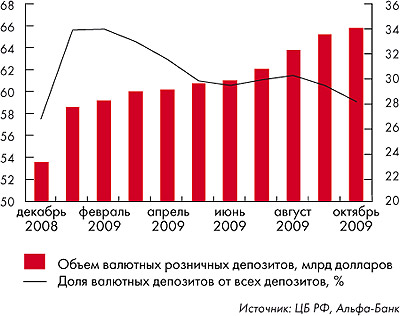 68
66
64
62
60
58
56
54
52
50
36
34
32
30
28
26
24
22
20
декабрь 2008
февраль 2009
апрель 2009
июнь 2009
август 2009
октябрь 2009
Объем валютных розничных депозитов, млрд долларов
Доля валютных депозитов от всех депозитов, %
Источник: ЦБ РФ, Альфа-Банк